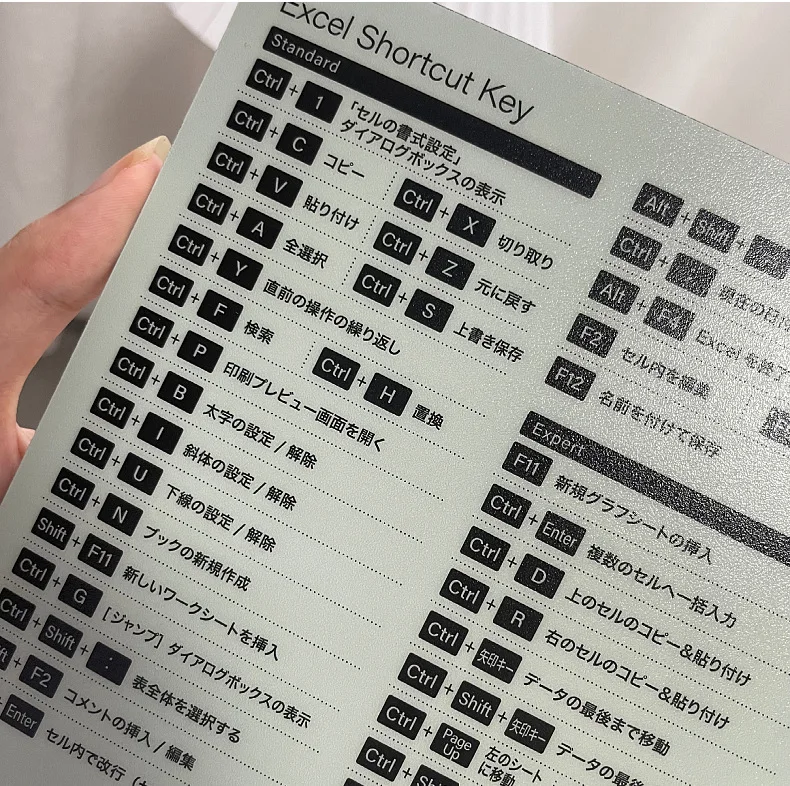 Excel Shortcut Key
Standard
Ctrl + 1 「セルの書式設定」
ダイアログボックスの表示
Ctrl + C コピー
Ctrl + X 切り取り
Ctrl + V 貼り付け
Ctrl + Z 元に戻す
Ctrl + A 全選択
Ctrl + S 上書き保存
Ctrl + Y 直前の操作の繰り返し
Ctrl + F 検索
Ctrl + H 置換
Ctrl + P 印刷プレビュー画面を開く
Ctrl + B 太字の設定 / 解除
Ctrl + I 斜体の設定 / 解除
Ctrl + U 下線の設定 / 解除
Ctrl + N ブックの新規作成
Shift + F11 新しいワークシートを挿入
Ctrl + G [ジャンプ] ダイアログボックスの表示
Ctrl + Shift + : 表全体を選択する
+ F2 コメントの挿入 / 編集
+ Enter セル内で改行
Alt + Shift +
Ctrl +
Alt + F4 Excel を終了
F2 セル内を編集
F12 名前を付けて保存
Expert
F11 新規グラフシートの挿入
Ctrl + Enter 複数のセルへ一括入力
Ctrl + D 上のセルのコピー&貼り付け
Ctrl + R 右のセルのコピー&貼り付け
Ctrl + 矢印キー データの最後まで移動
Ctrl + Shift + 矢印キー データの最後
Ctrl + Page Up 左のシート
に移動
Ctrl +